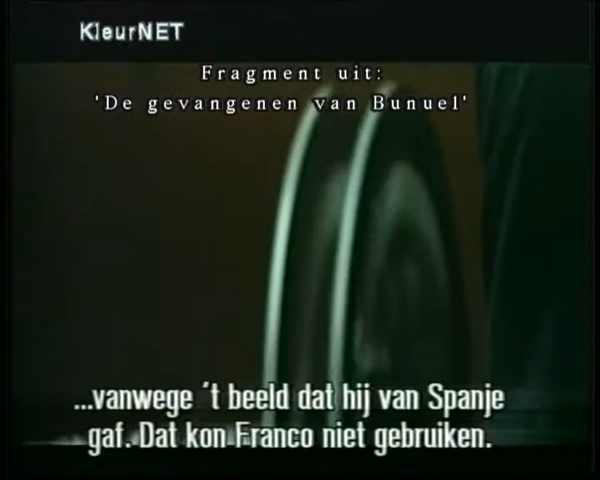 KleurNET
Fragment uit:
'De gevangenen van Bunuel'
...vanwege ´t beeld dat hij van Spanje
gaf. Dat kon Franco niet gebruiken.